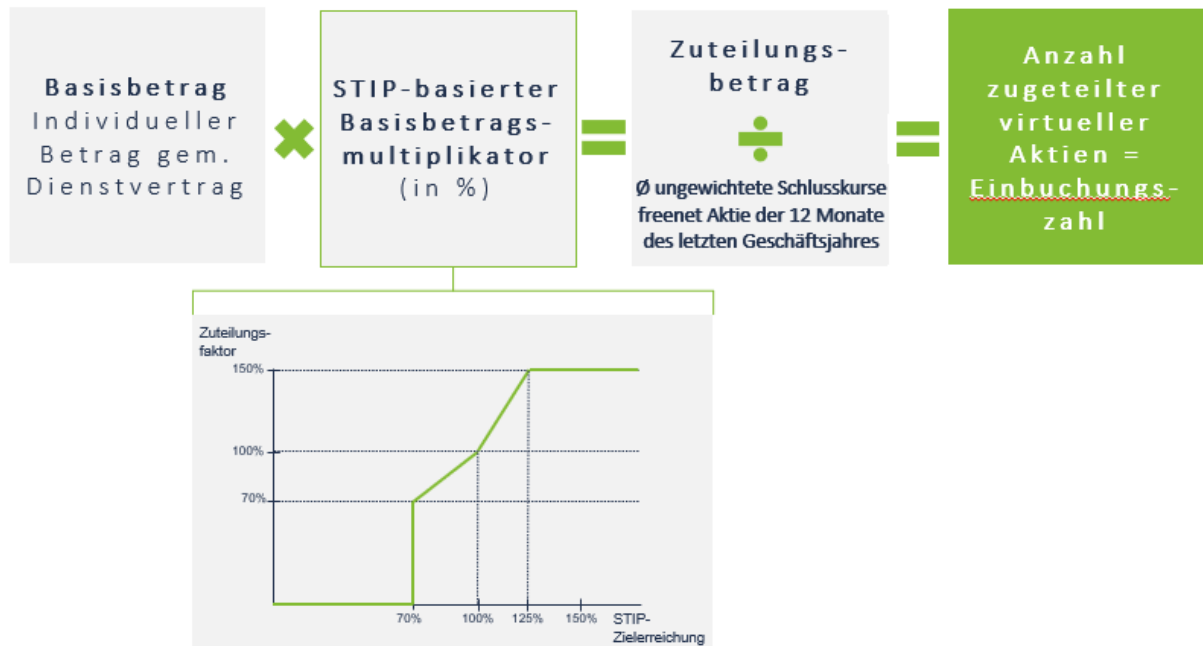 Basisbetrag
Individueller
Betrag gem.
Dienstvertrag
STIP-basierter
Basisbetrags-
multiplikator
(in %)
Zuteilungs-
betrag
Ø ungewichtete Schlusskurse
freenet Aktie der 12 Monate
des letzten Geschäftsjahres
Anzahl
zugeteilter
virtueller
Aktien =
Einbuchungs-
zahl
Zuteilungs-
faktor
150%
100%
70%
70%
100%
125%
150%
STIP-
Zielerreichung